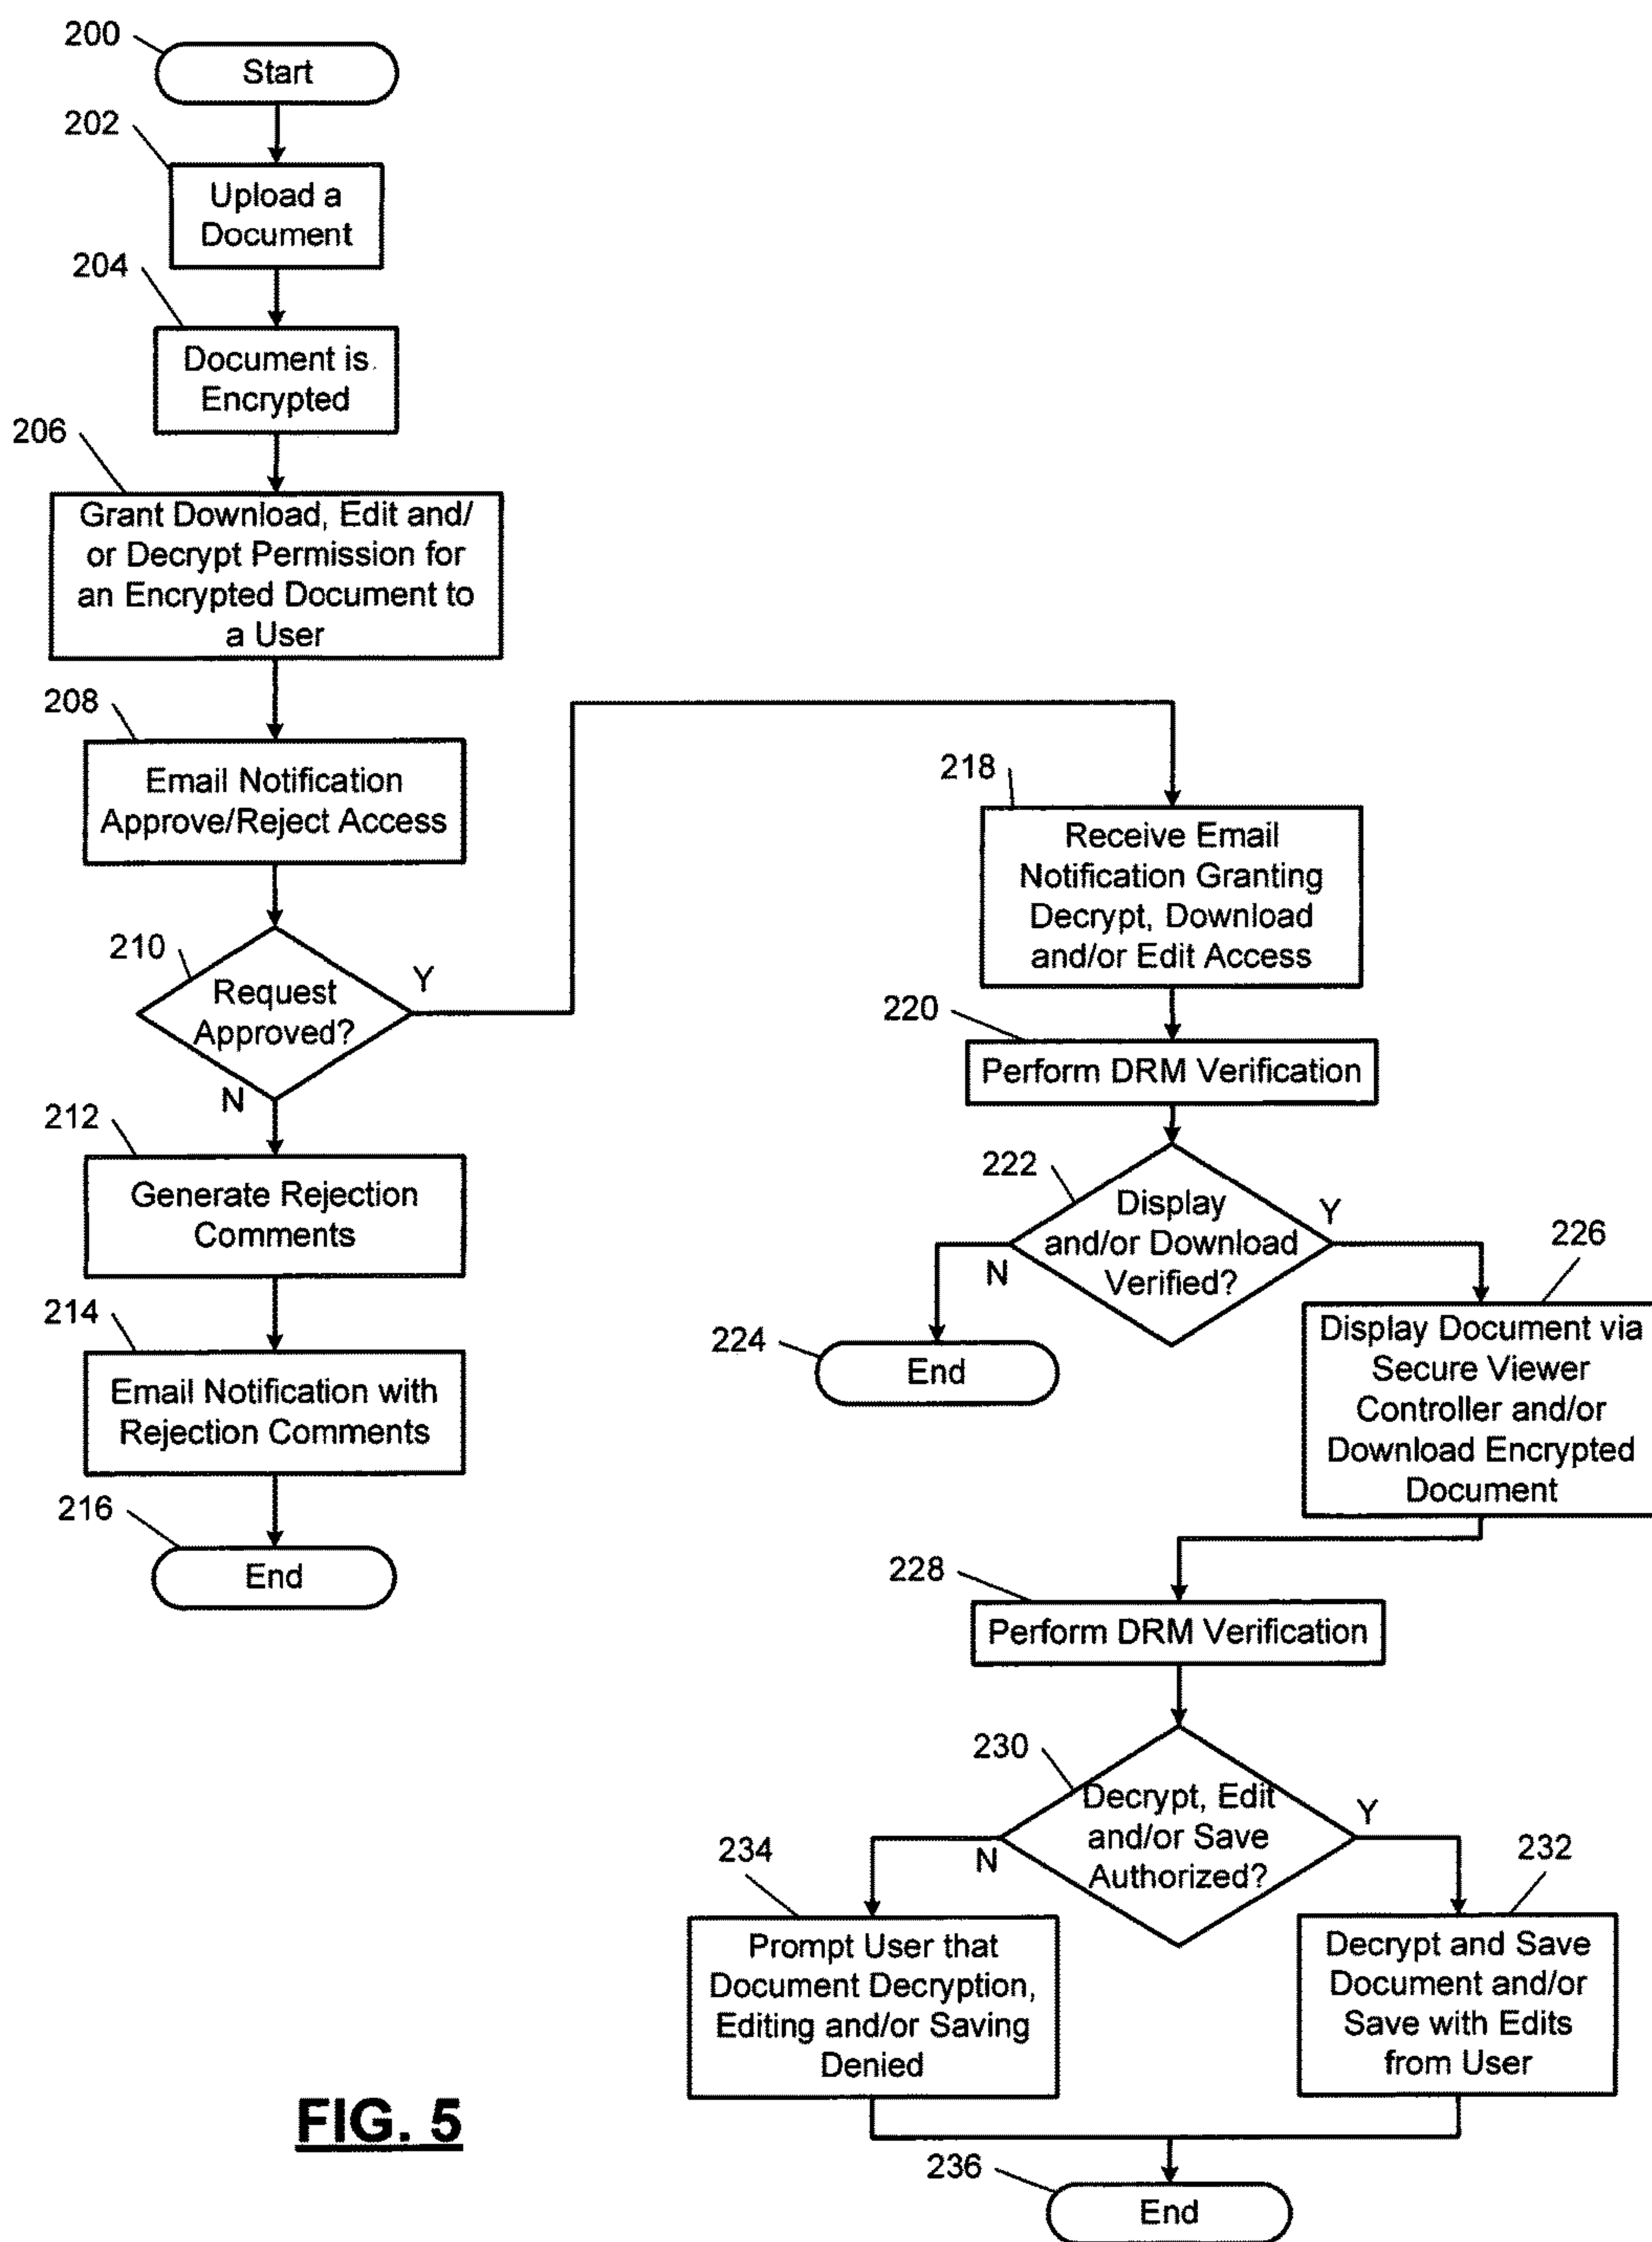 200
Start
202
Upload a
Document
204
Document is
Encrypted
206
Grant Download, Edit and/
or Decrypt Permission for
an Encrypted Document to
a User
208
Email Notification
Approve/Reject Access
210
Request
Approved?
Y
N
212
Generate Rejection
Comments
214
Email Notification with
Rejection Comments
216
End
218
Receive Email
Notification Granting
Decrypt, Download
and/or Edit Access
220
Perform DRM Verification
222
Display
and/or Download
Verified?
Y
N
224
End
226
Display Document via
Secure Viewer
Controller and/or
Download Encrypted
Document
228
Perform DRM Verification
230
Decrypt, Edit
and/or Save
Authorized?
Y
N
234
Prompt User that
Document Decryption,
Editing and/or Saving
Denied
232
Decrypt and Save
Document and/or
Save with Edits
from User
236
End
FIG. 5